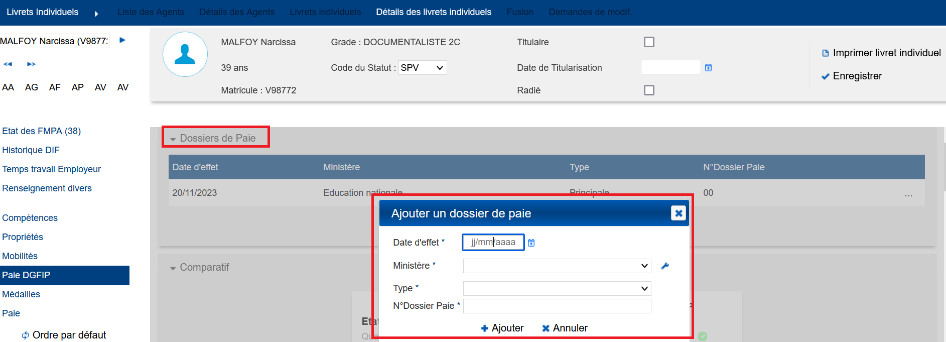 Livrets individuels Liste des Agents Détails des Agents Livrets individuels Détails des livrets individuels Fusion Demandes de modif.
MALFOY Narcissa (V9877:
AA AG AF AP AV AV
Etat des FMPA (38)
Historique DIF
Temps travail Employeur
Renseignement divers
Compétences
Propriétés
Mobilités
Paie DGFIP
Médailles
Paie
Ordre par défaut
MALFOY Narcissa Grade : DOCUMENTALISTE 2C Titulaire
39 ans Code du Statut : SPV Date de Titularisation
Matricule : V98772 Radié
Imprimer livret individuel
Enregistrer
Dossiers de Paie
Date d'effet Ministère Type N°Dossier Paie
20/11/2023 Education nationale Principale 00 ...
Ajouter un dossier de paie
Date d'effet * jj/mm/aaaa
Ministère *
Type *
N°Dossier Paie *
Ajouter Annuler
Comparatif